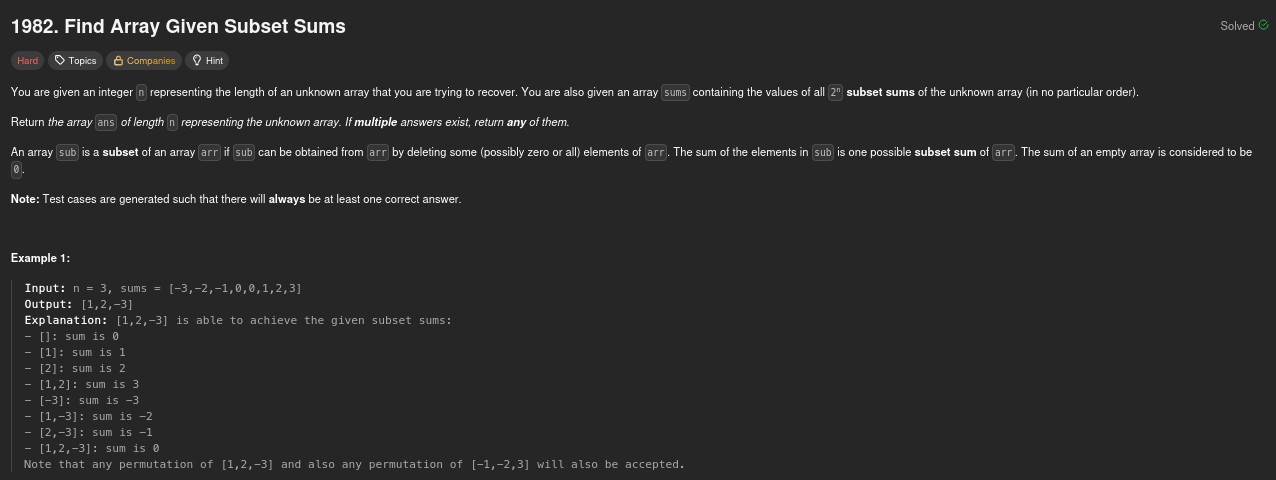 1982. Find Array Given Subset Sums
Solved
Hard Topics Companies Hint
You are given an integer n representing the length of an unknown array that you are trying to recover. You are also given an array sums containing the values of all 2ⁿ subset sums of the unknown array (in no particular order).
Return the array ans of length n representing the unknown array. If multiple answers exist, return any of them.
An array sub is a subset of an array arr if sub can be obtained from arr by deleting some (possibly zero or all) elements of arr. The sum of the elements in sub is one possible subset sum of arr. The sum of an empty array is considered to be
0.
Note: Test cases are generated such that there will always be at least one correct answer.
Example 1:
Input: n = 3, sums = [-3,-2,-1,0,0,1,2,3]
Output: [1,2,-3]
Explanation: [1,2,-3] is able to achieve the given subset sums:
- []: sum is 0
- [1]: sum is 1
- [2]: sum is 2
- [1,2]: sum is 3
- [-3]: sum is -3
- [1,-3]: sum is -2
- [2,-3]: sum is -1
- [1,2,-3]: sum is 0
Note that any permutation of [1,2,-3] and also any permutation of [-1,-2,3] will also be accepted.